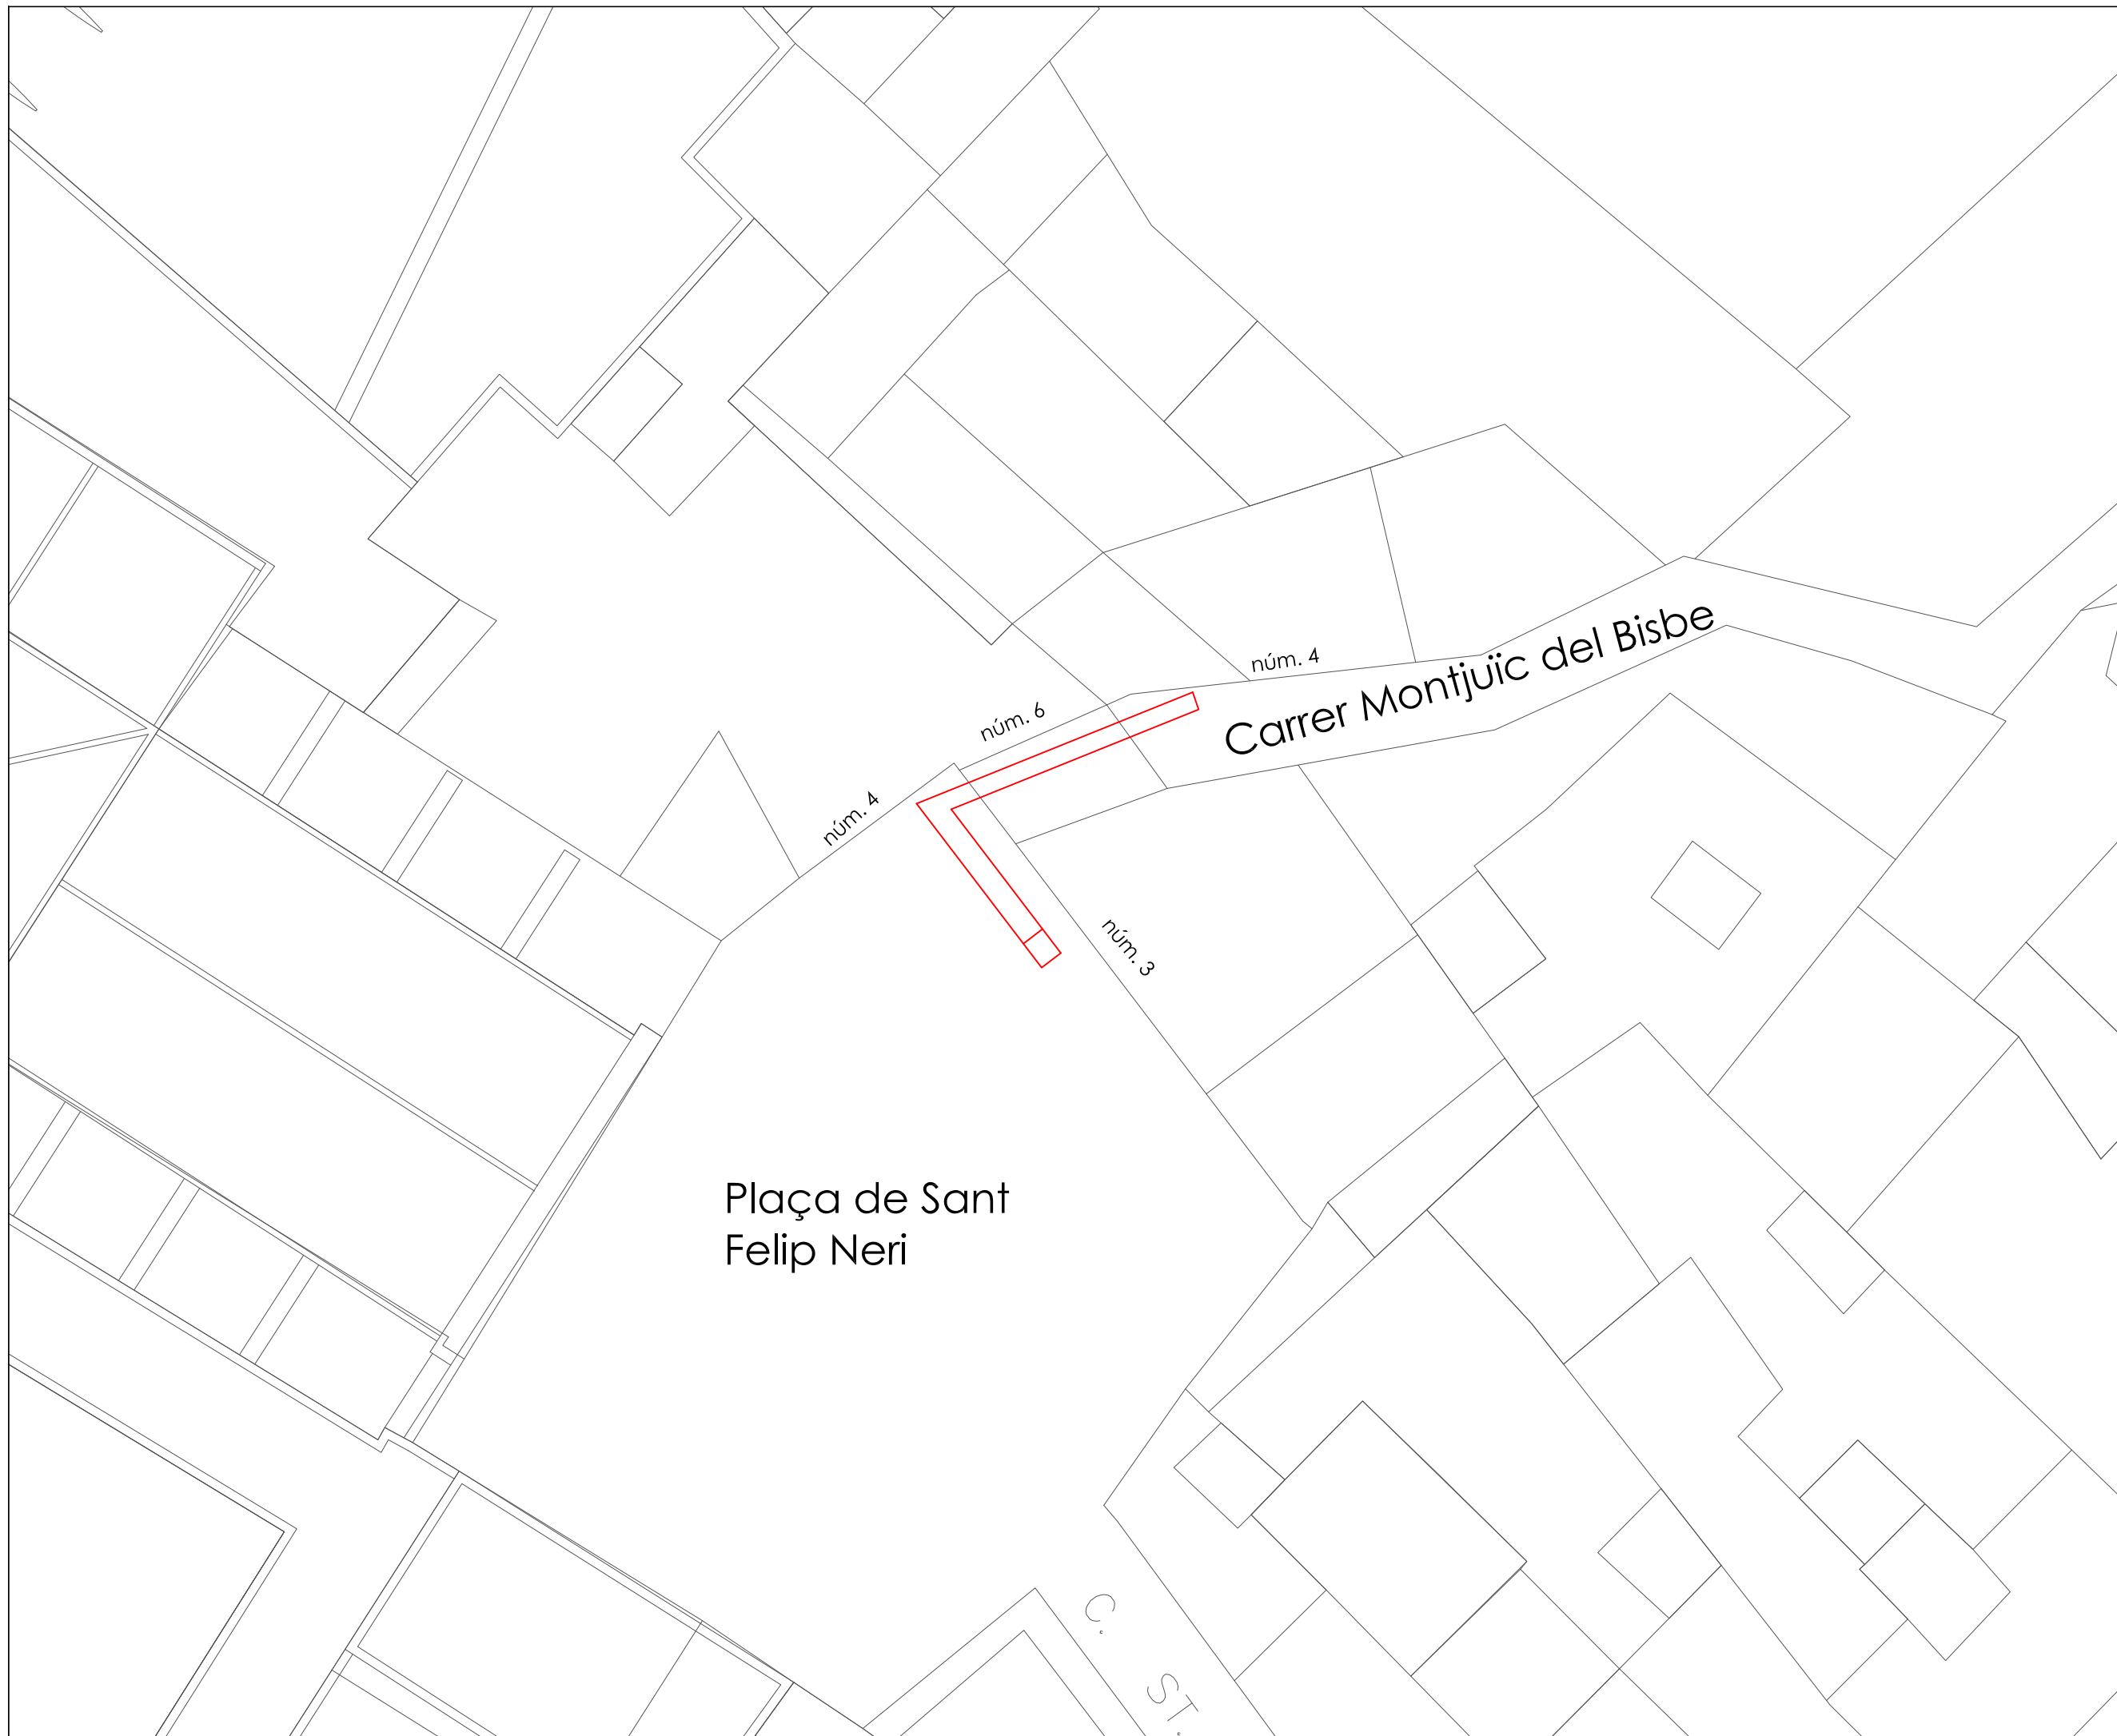 núm. 4
Carrer Montjuïc del Bisbe
núm. 6
núm. 4
núm. 3
Plaça de Sant
Felip Neri
C.
ST.